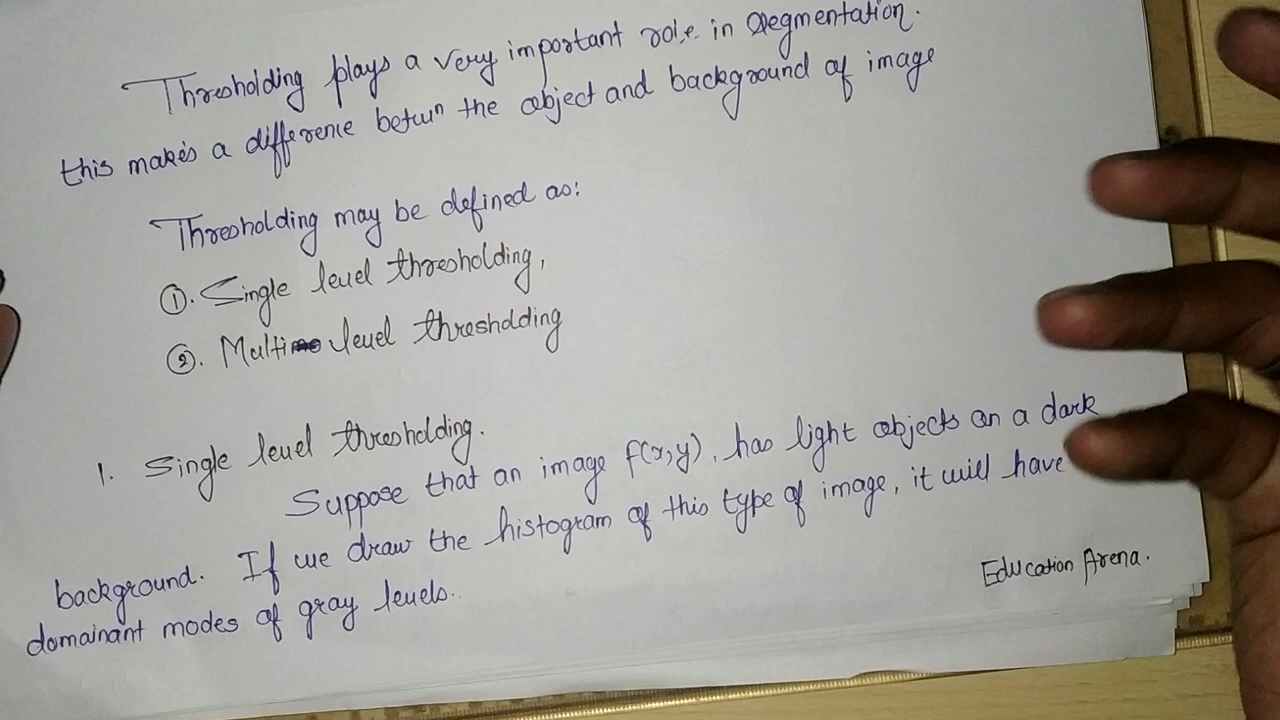 Thresholding plays a very important role in segmentation.
this makes a difference betwn the object and background of image
Thresholding may be defined as:
①. Single level thresholding,
②. Multi level thresholding
1. Single level thresholding.
Suppose that an image f(x,y), has light objects on a dark
background. If we draw the histogram of this type of image, it will have
domainant modes of gray levels.
Education Arena.